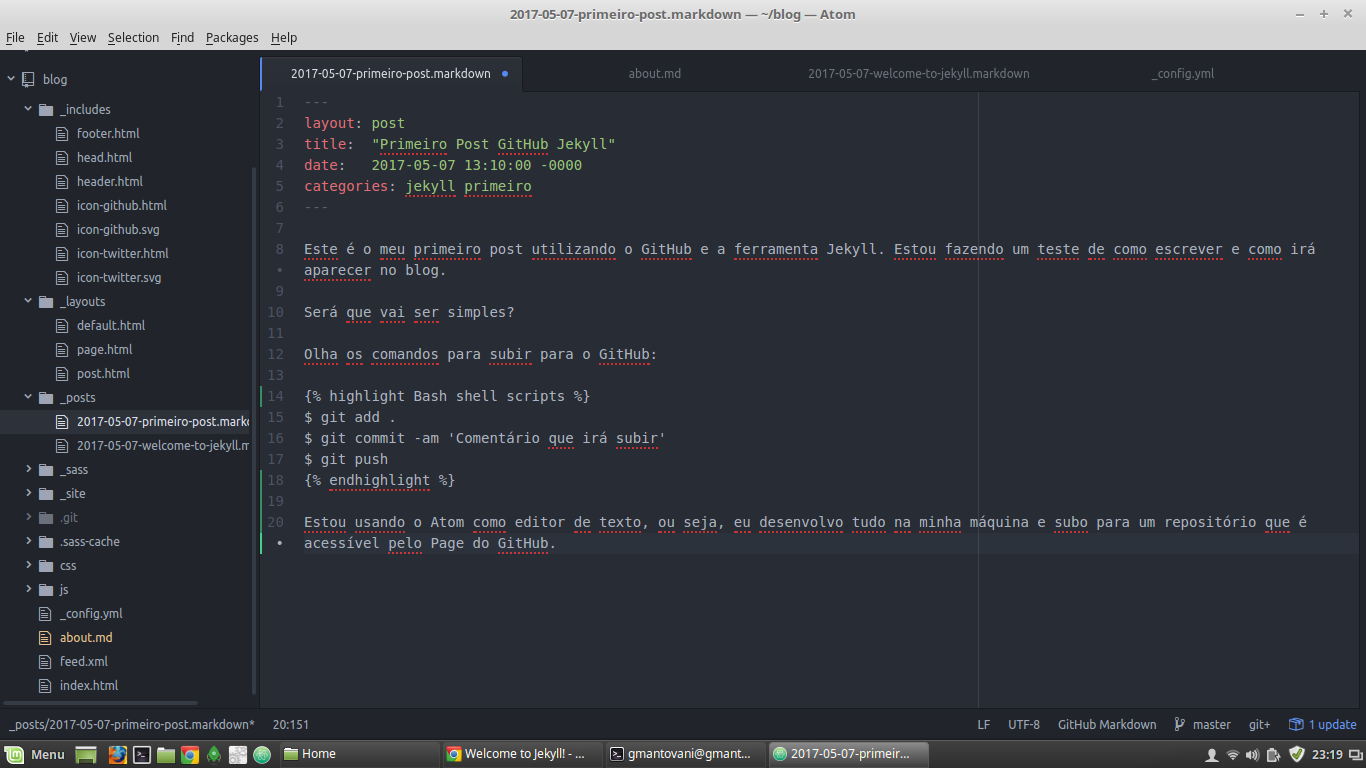 2017-05-07-primeiro-post.markdown — ~/blog — Atom
File Edit View Selection Find Packages Help
blog
_includes
footer.html
head.html
header.html
icon-github.html
icon-github.svg
icon-twitter.html
icon-twitter.svg
_layouts
default.html
page.html
post.html
_posts
2017-05-07-primeiro-post.markd
2017-05-07-welcome-to-jekyll.m
_sass
_site
.git
.sass-cache
css
js
_config.yml
about.md
feed.xml
index.html
2017-05-07-primeiro-post.markdown about.md 2017-05-07-welcome-to-jekyll.markdown _config.yml
1 ---
2 layout: post
3 title: "Primeiro Post GitHub Jekyll"
4 date: 2017-05-07 13:10:00 -0000
5 categories: jekyll primeiro
6 ---
7
8 Este é o meu primeiro post utilizando o GitHub e a ferramenta Jekyll. Estou fazendo um teste de como escrever e como irá
• aparecer no blog.
9
10 Será que vai ser simples?
11
12 Olha os comandos para subir para o GitHub:
13
14 {% highlight Bash shell scripts %}
15 $ git add .
16 $ git commit -am 'Comentário que irá subir'
17 $ git push
18 {% endhighlight %}
19
20 Estou usando o Atom como editor de texto, ou seja, eu desenvolvo tudo na minha máquina e subo para um repositório que é
• acessível pelo Page do GitHub.
_posts/2017-05-07-primeiro-post.markdown* 20:151 LF UTF-8 GitHub Markdown master git+ 1 update
Menu Home Welcome to Jekyll! - ... gmantovani@gmant... 2017-05-07-primeir... 23:19